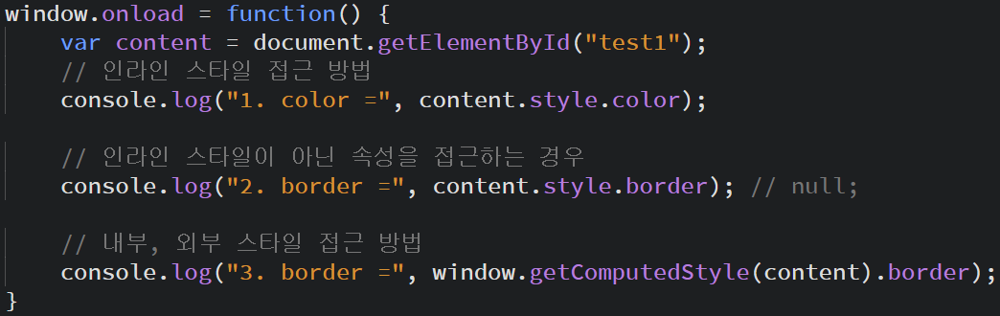 window.onload = function() {
    var content = document.getElementById("test1");
    // 인라인 스타일 접근 방법
    console.log("1. color =", content.style.color);

    // 인라인 스타일이 아닌 속성을 접근하는 경우
    console.log("2. border =", content.style.border); // null;

    // 내부, 외부 스타일 접근 방법
    console.log("3. border =", window.getComputedStyle(content).border);
}